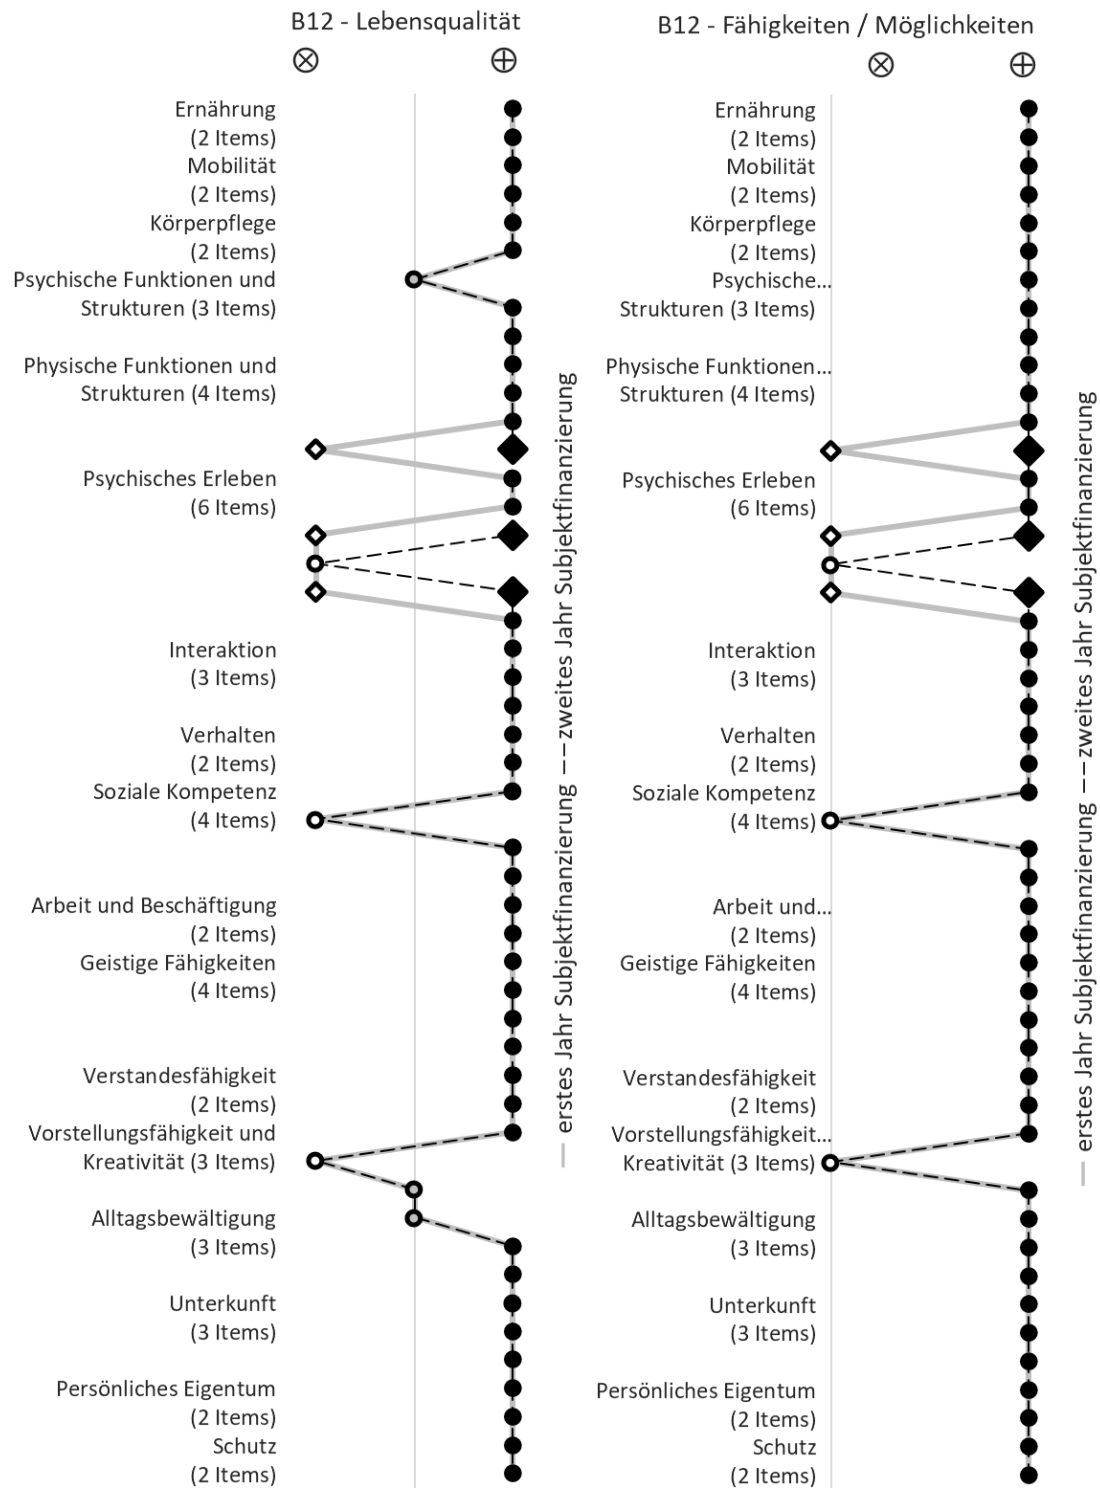 B12 - Lebensqualität
Ernährung
(2 Items)
Mobilität
(2 Items)
Körperpflege
(2 Items)
Psychische Funktionen und
Strukturen (3 Items)
Physische Funktionen und
Strukturen (4 Items)
Psychisches Erleben
(6 Items)
Interaktion
(3 Items)
Verhalten
(2 Items)
Soziale Kompetenz
(4 Items)
Arbeit und Beschäftigung
(2 Items)
Geistige Fähigkeiten
(4 Items)
Verstandesfähigkeit
(2 Items)
Vorstellungsfähigkeit und
Kreativität (3 Items)
Alltagsbewältigung
(3 Items)
Unterkunft
(3 Items)
Persönliches Eigentum
(2 Items)
Schutz
(2 Items)
erstes Jahr Subjektfinanzierung zweites Jahr Subjektfinanzierung
B12 - Fähigkeiten / Möglichkeiten
Ernährung
(2 Items)
Mobilität
(2 Items)
Körperpflege
(2 Items)
Psychische...
Strukturen (3 Items)
Physische Funktionen...
Strukturen (4 Items)
Psychisches Erleben
(6 Items)
Interaktion
(3 Items)
Verhalten
(2 Items)
Soziale Kompetenz
(4 Items)
Arbeit und...
(2 Items)
Geistige Fähigkeiten
(4 Items)
Verstandesfähigkeit
(2 Items)
Vorstellungsfähigkeit...
Kreativität (3 Items)
Alltagsbewältigung
(3 Items)
Unterkunft
(3 Items)
Persönliches Eigentum
(2 Items)
Schutz
(2 Items)
erstes Jahr Subjektfinanzierung zweites Jahr Subjektfinanzierung